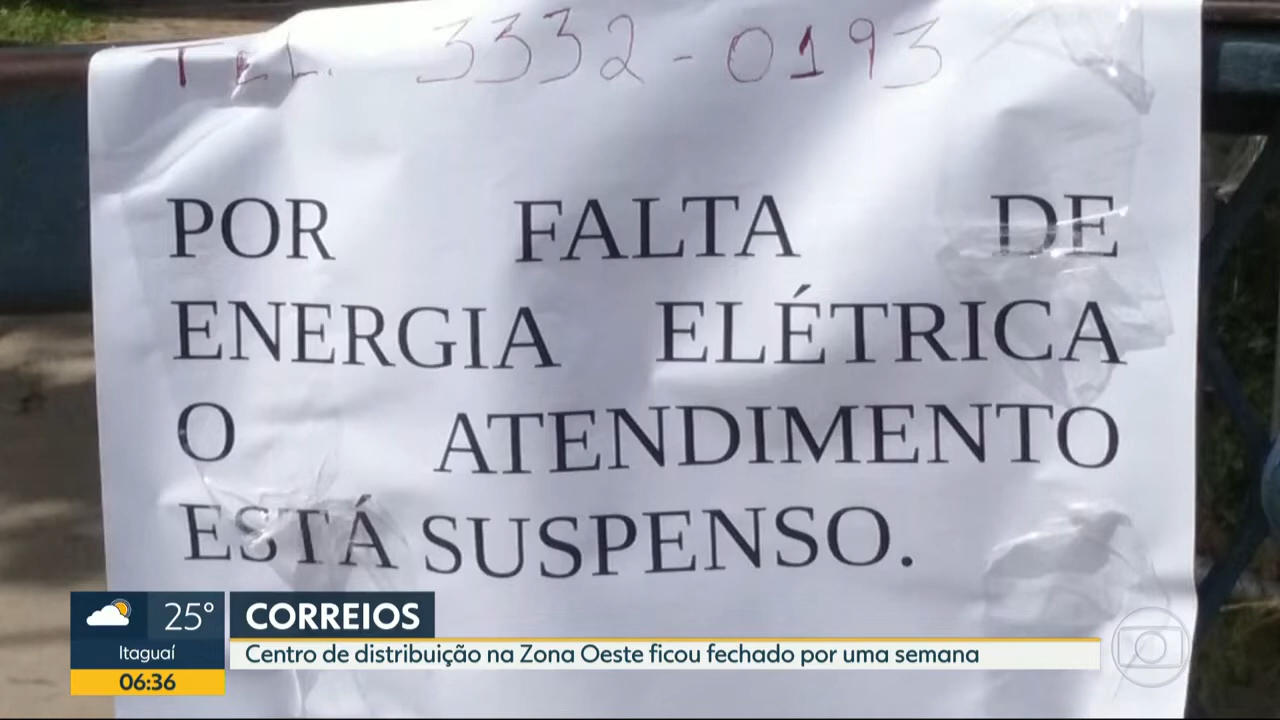 TEL. 3332-0193
POR FALTA DE
ENERGIA ELÉTRICA
O ATENDIMENTO
ESTÁ SUSPENSO.
25°
CORREIOS
Itaguaí
Centro de distribuição na Zona Oeste ficou fechado por uma semana
06:36